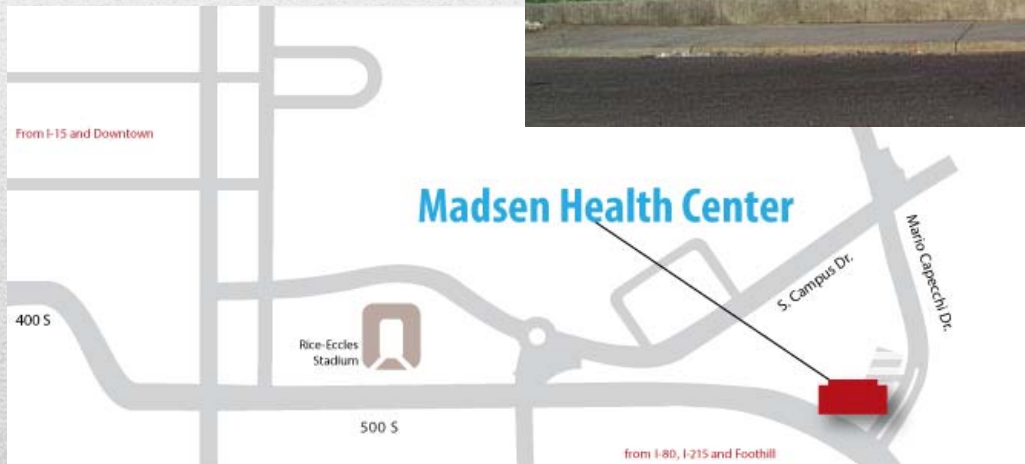 From I-15 and Downtown
Madsen Health Center
Mario Capecchi Dr.
S. Campus Dr.
400 S
Rice-Eccles
Stadium
500 S
from I-80, I-215 and Foothill